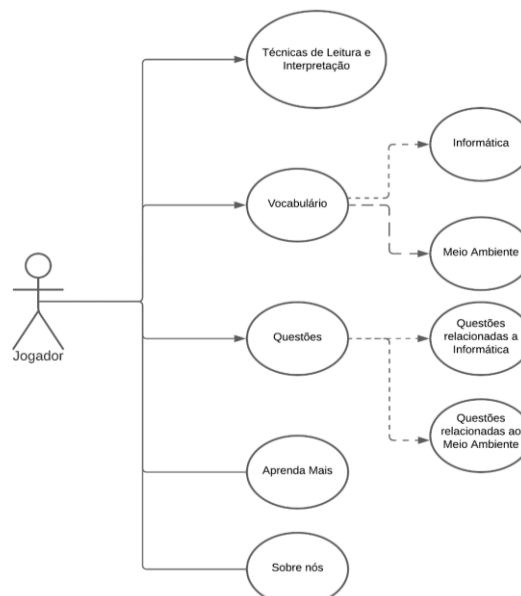 Técnicas de Leitura e
Interpretação
Informática
Vocabulário
Meio Ambiente
Jogador
Questões
Questões
relacionadas a
Informática
Questões
relacionadas ao
Meio Ambiente
Aprenda Mais
Sobre nós